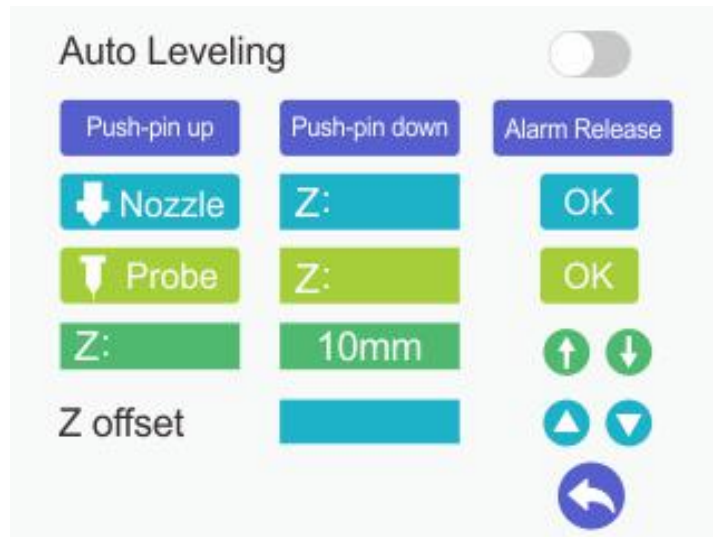 Auto Leveling
Push-pin up Push-pin down Alarm Release
Nozzle Z: OK
Probe Z: OK
Z: 10mm
Z offset